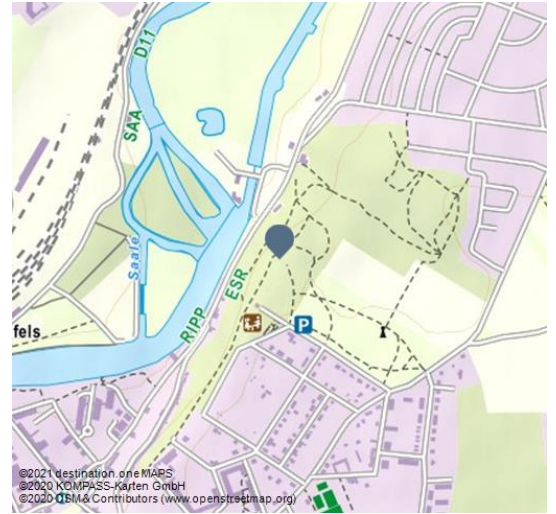 D11
SAA
Saale
ESR
RIPP
fels
P
©2021 destination.one MAPS
©2020 KOMPASS-Karten GmbH
©2020 OSM & Contributors (www.openstreetmap.org)